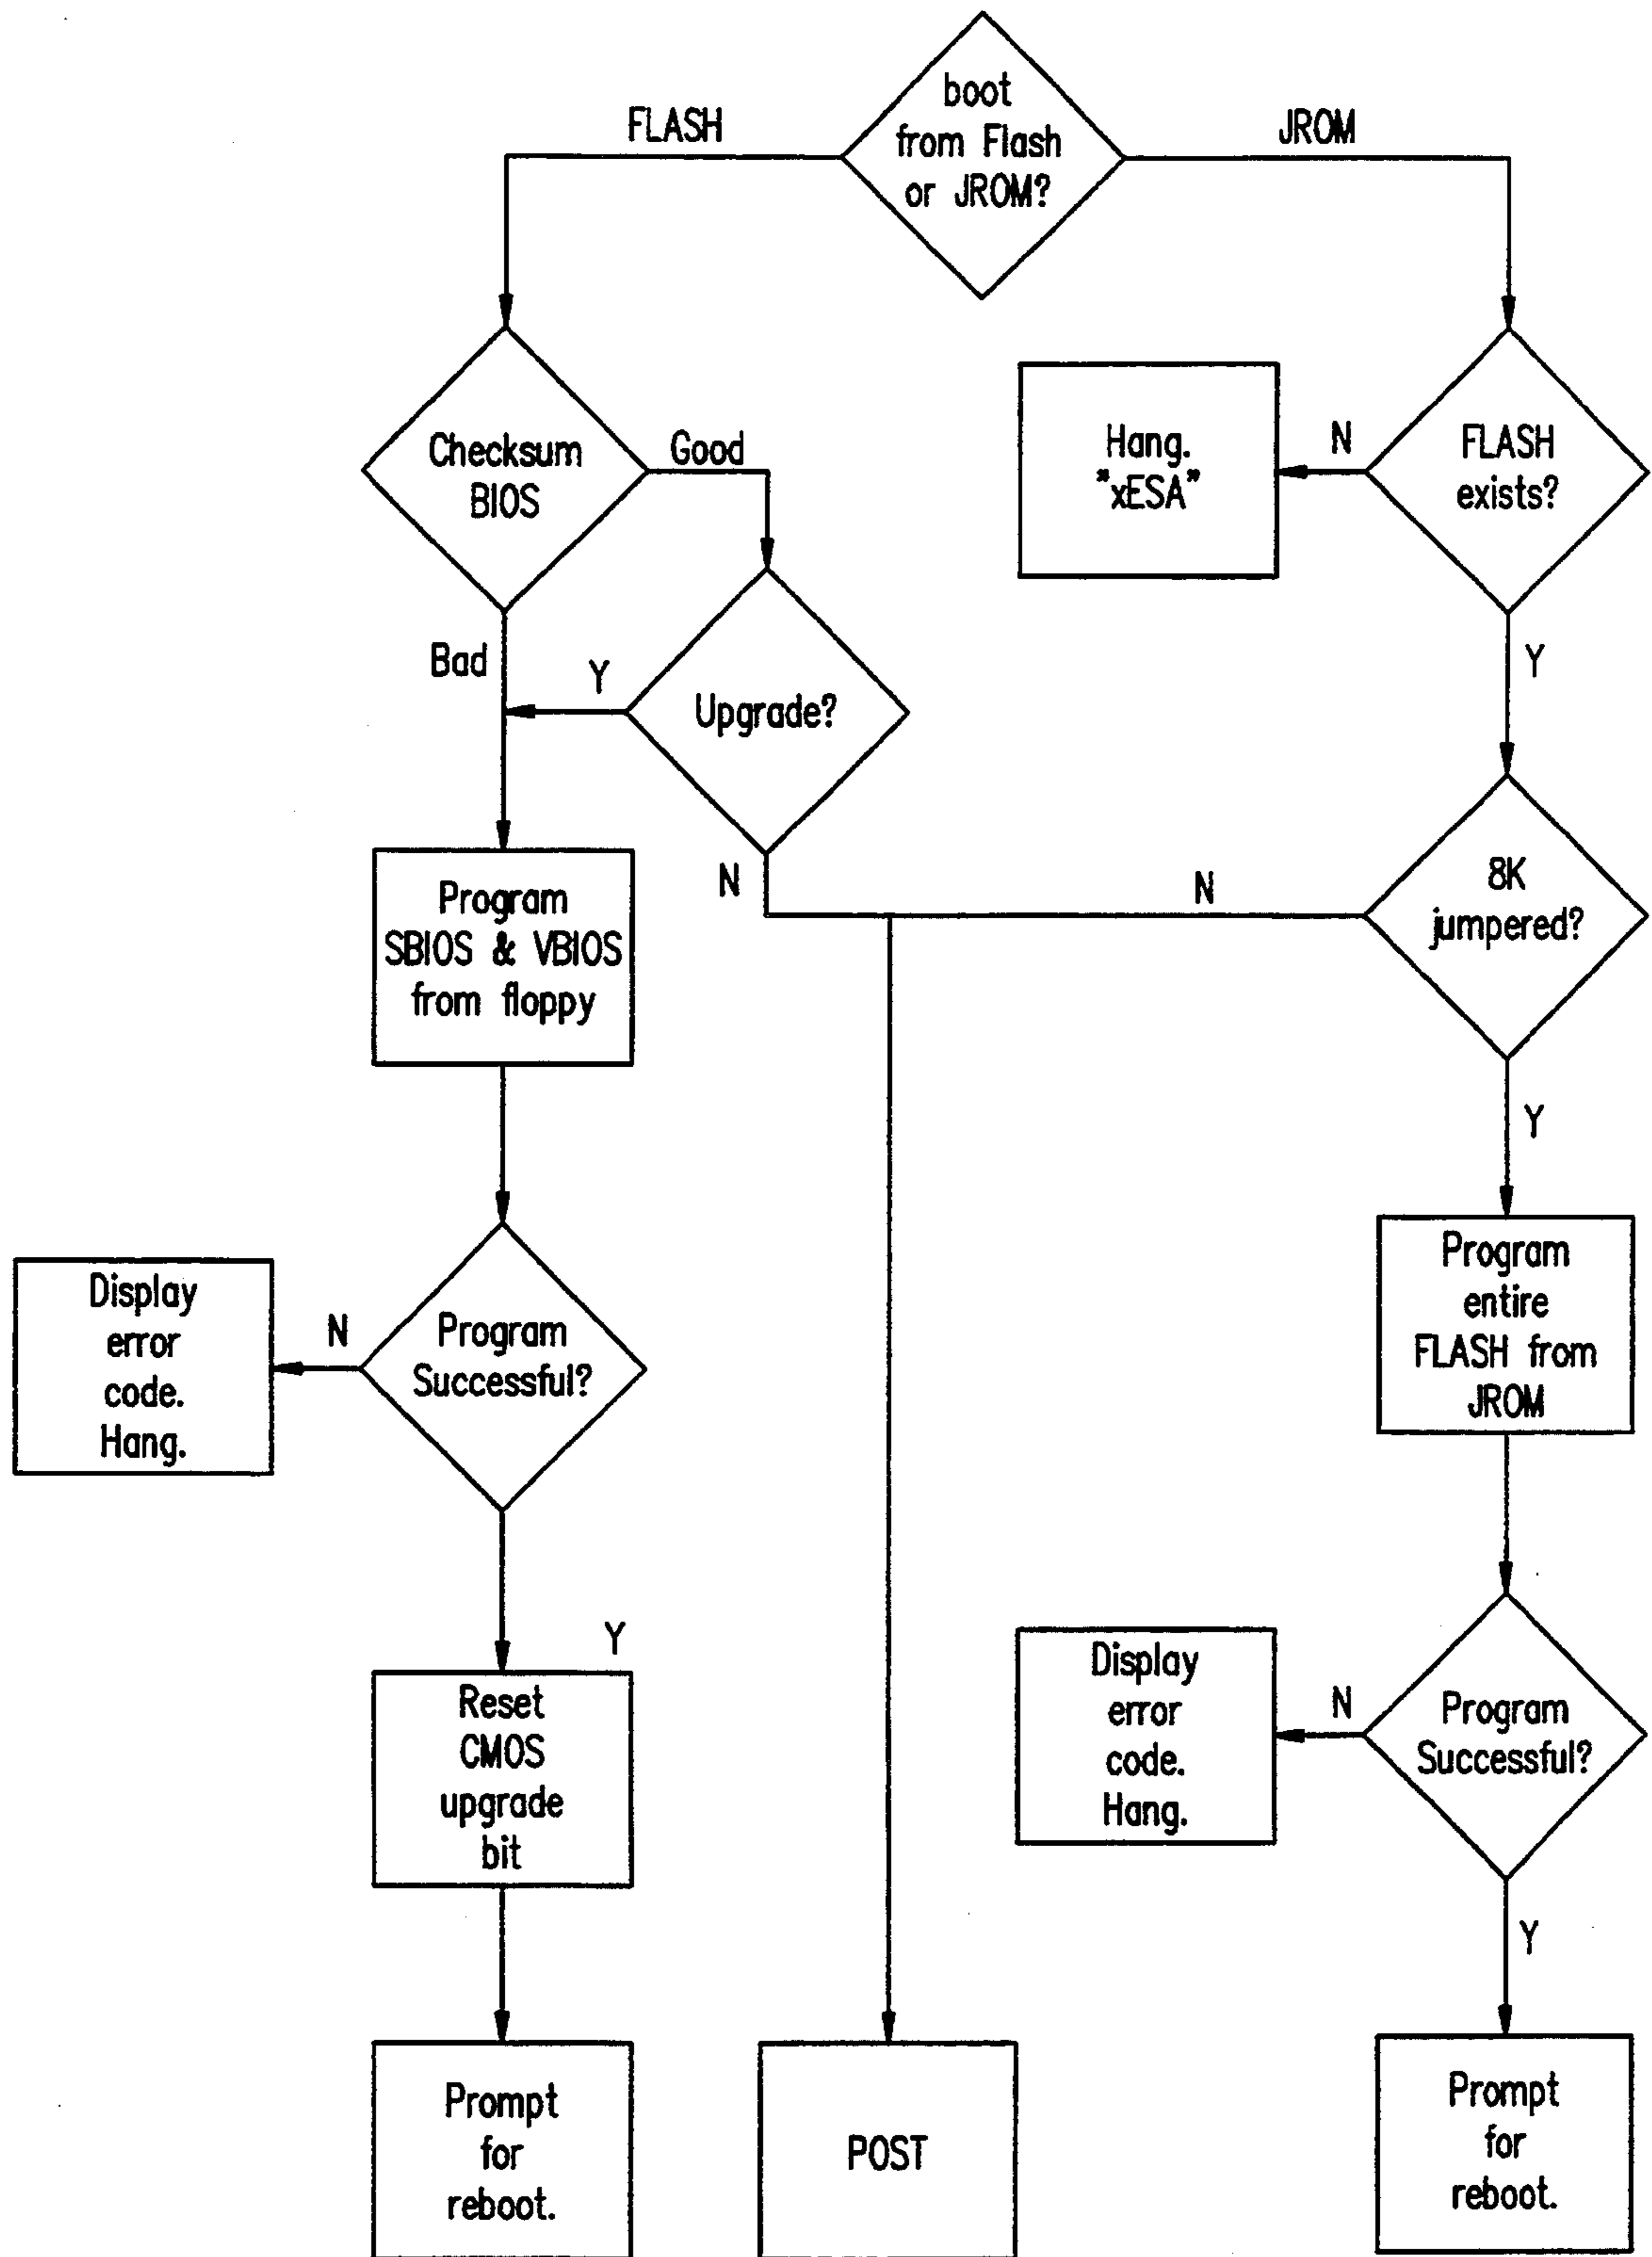 boot
from Flash
or JROM?
FLASH
JROM
Checksum
BIOS
Good
Bad
Hang.
"xESA"
N
FLASH
exists?
Y
Y
Upgrade?
N
N
8K
jumpered?
Y
Program
SBIOS & VBIOS
from floppy
Program
entire
FLASH from
JROM
Display
error
code.
Hang.
N
Program
Successful?
Y
Reset
CMOS
upgrade
bit
Display
error
code.
Hang.
N
Program
Successful?
Y
Prompt
for
reboot.
POST
Prompt
for
reboot.